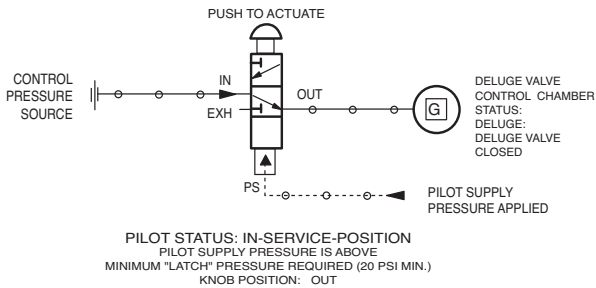 PUSH TO ACTUATE
CONTROL
PRESSURE
SOURCE
IN
EXH
OUT
G
DELUGE VALVE
CONTROL CHAMBER
STATUS:
DELUGE:
DELUGE VALVE
CLOSED
PS
PILOT SUPPLY
PRESSURE APPLIED
PILOT STATUS: IN-SERVICE-POSITION
PILOT SUPPLY PRESSURE IS ABOVE
MINIMUM "LATCH" PRESSURE REQUIRED (20 PSI MIN.)
KNOB POSITION: OUT